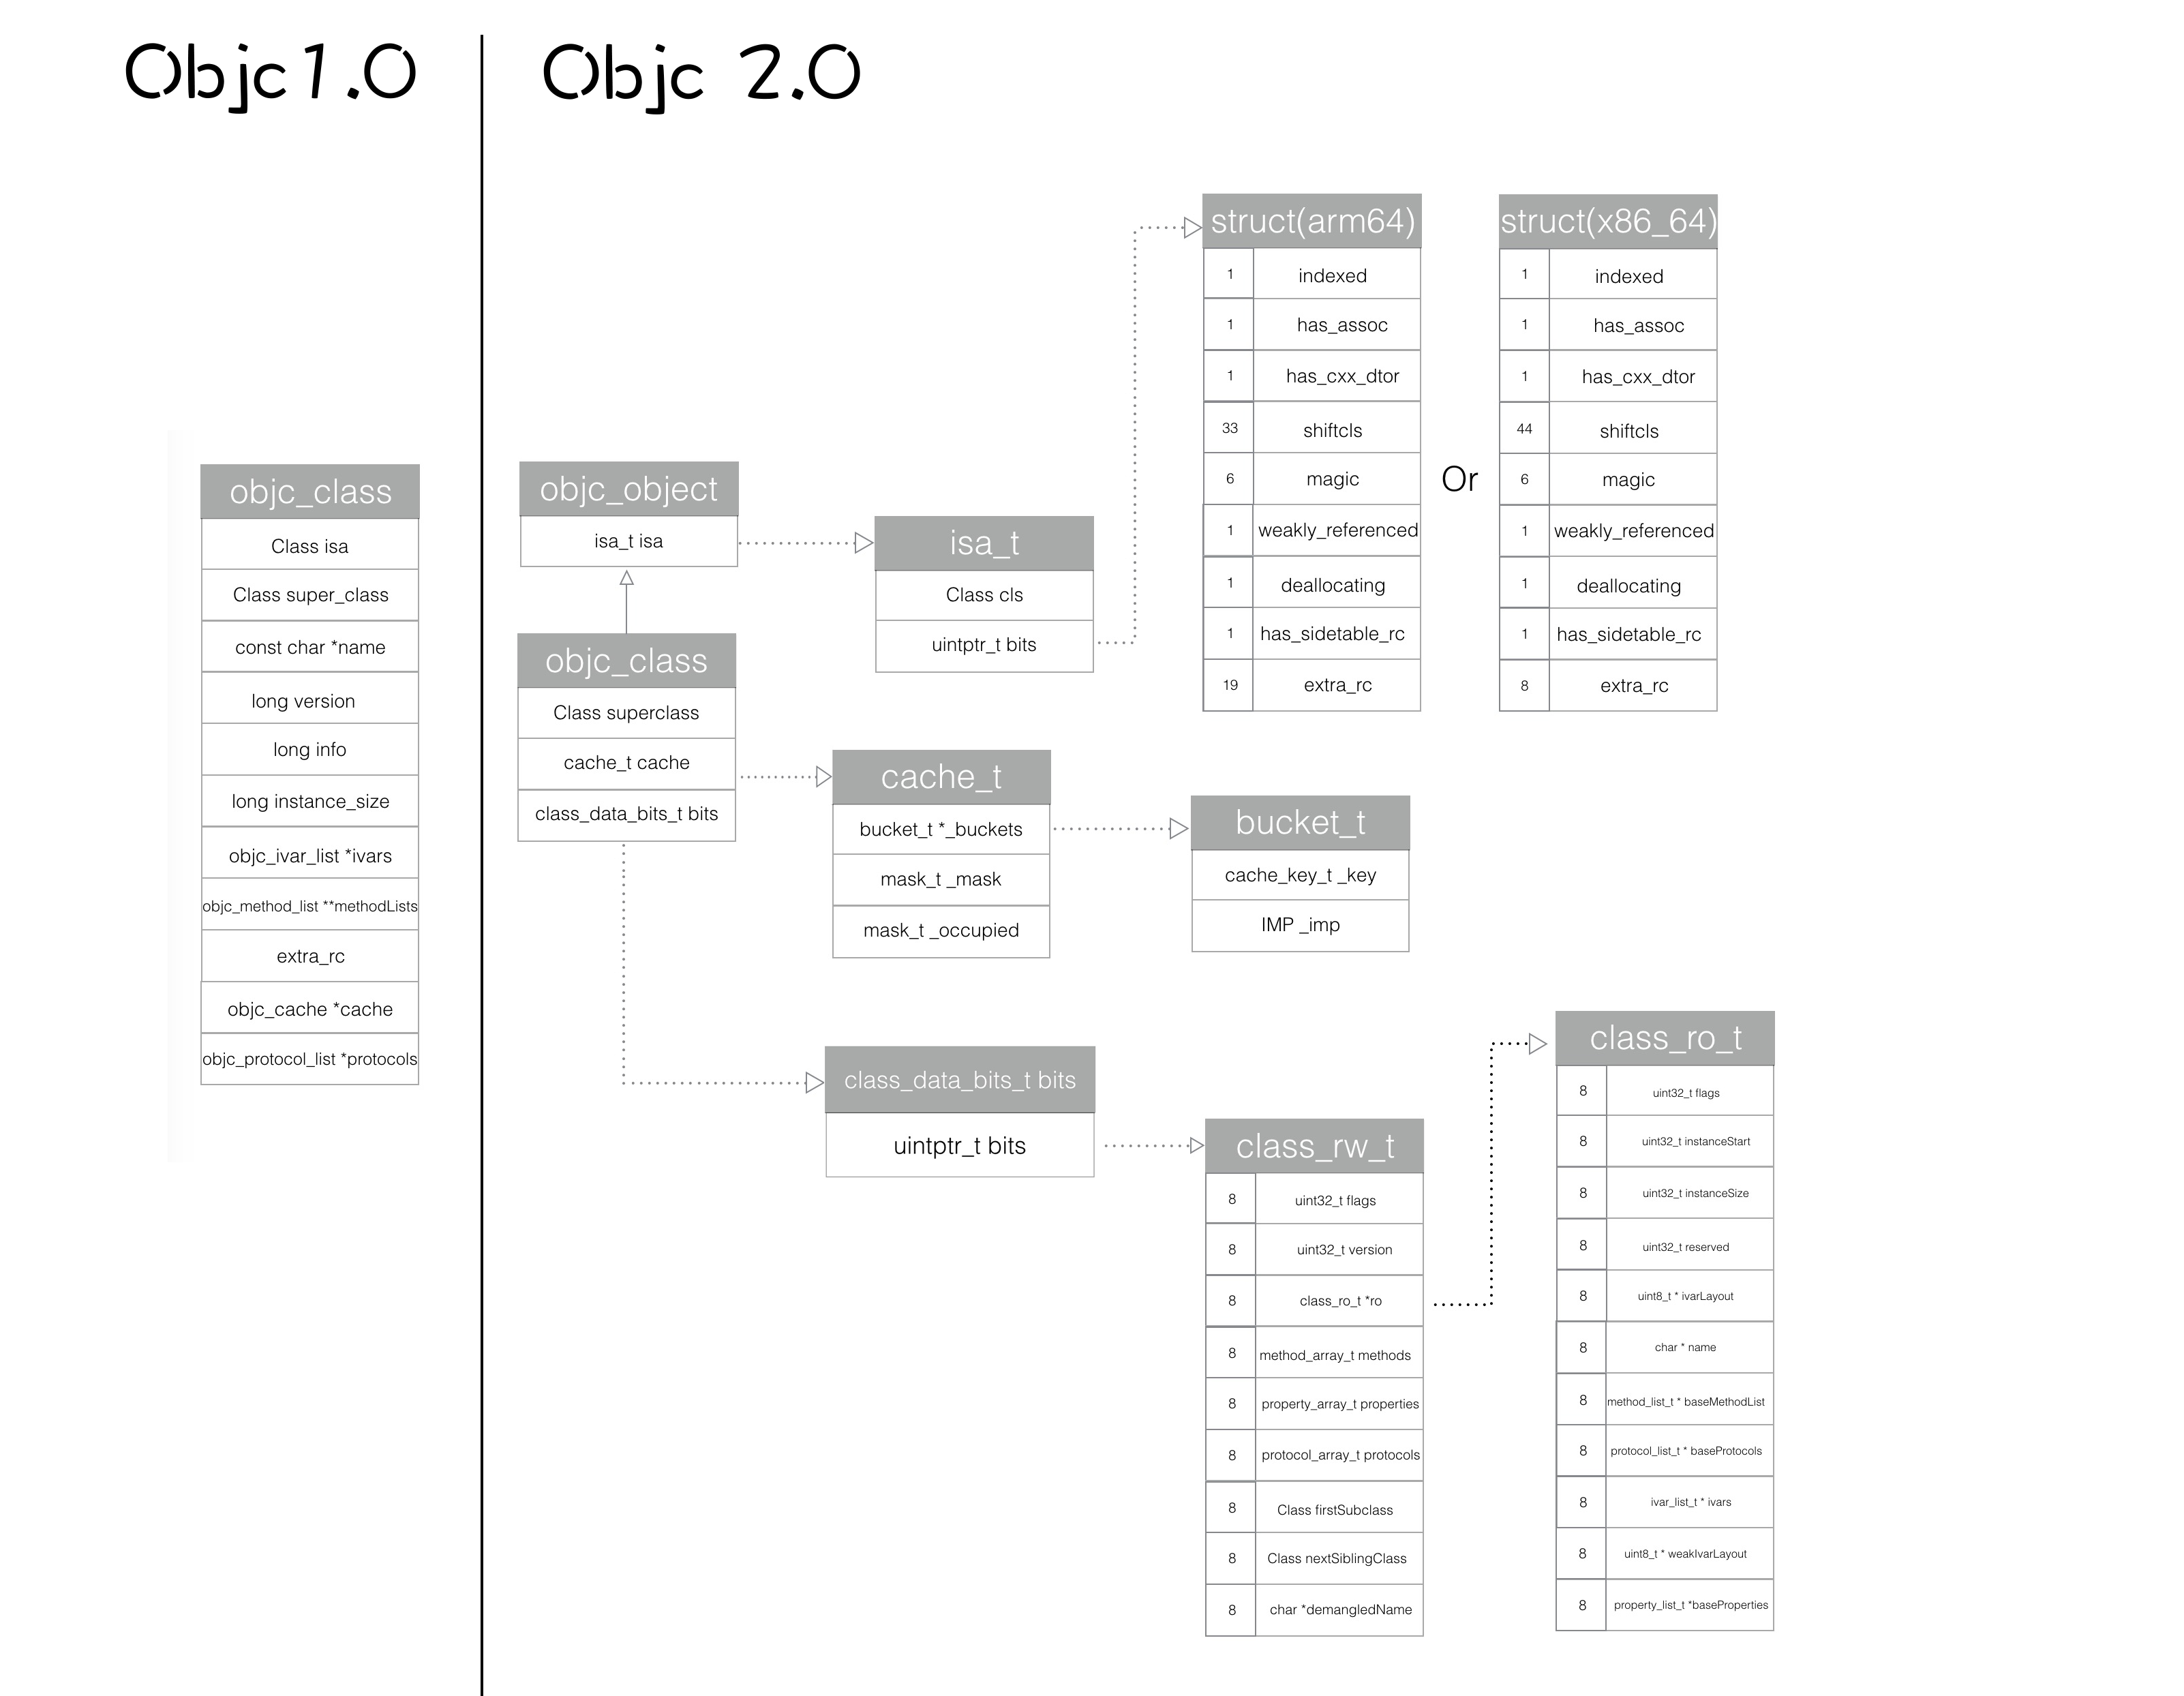 Objc 1.0
Objc 2.0
objc_class
Class isa
Class super_class
const char *name
long version
long info
long instance_size
objc_ivar_list *ivars
objc_method_list **methodLists
extra_rc
objc_cache *cache
objc_protocol_list *protocols
objc_object
isa_t isa
objc_class
Class superclass
cache_t cache
class_data_bits_t bits
isa_t
Class cls
uintptr_t bits
struct(arm64)
1 indexed
1 has_assoc
1 has_cxx_dtor
33 shiftcls
6 magic
1 weakly_referenced
1 deallocating
1 has_sidetable_rc
19 extra_rc
Or
struct(x86_64)
1 indexed
1 has_assoc
1 has_cxx_dtor
44 shiftcls
6 magic
1 weakly_referenced
1 deallocating
1 has_sidetable_rc
8 extra_rc
cache_t
bucket_t *_buckets
mask_t _mask
mask_t _occupied
bucket_t
cache_key_t _key
IMP _imp
class_data_bits_t bits
uintptr_t bits
class_rw_t
8 uint32_t flags
8 uint32_t version
8 class_ro_t *ro
8 method_array_t methods
8 property_array_t properties
8 protocol_array_t protocols
8 Class firstSubclass
8 Class nextSiblingClass
8 char *demangledName
class_ro_t
8 uint32_t flags
8 uint32_t instanceStart
8 uint32_t instanceSize
8 uint32_t reserved
8 uint8_t * ivarLayout
8 char * name
8 method_list_t * baseMethodList
8 protocol_list_t * baseProtocols
8 ivar_list_t * ivars
8 uint8_t * weakIvarLayout
8 property_list_t *baseProperties